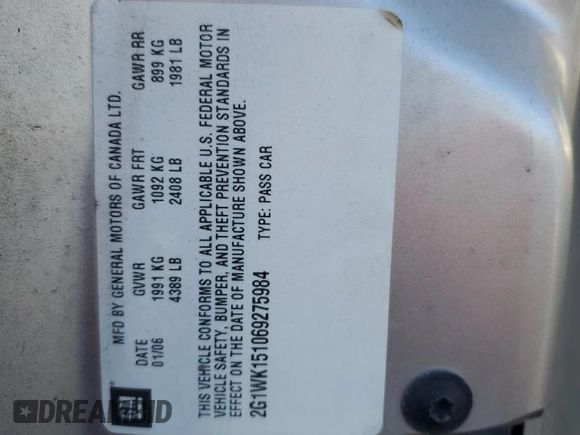 MFD BY GENERAL MOTORS OF CANADA LTD.
DATE GVWR GAWR FRT GAWR RR
01/06 1991 KG 1092 KG 899 KG
4389 LB 2408 LB 1981 LB
THIS VEHICLE CONFORMS TO ALL APPLICABLE U.S. FEDERAL MOTOR
VEHICLE SAFETY, BUMPER, AND THEFT PREVENTION STANDARDS IN
EFFECT ON THE DATE OF MANUFACTURE SHOWN ABOVE.
2G1WK151069275984 TYPE: PASS CAR
GM
DREAMBID